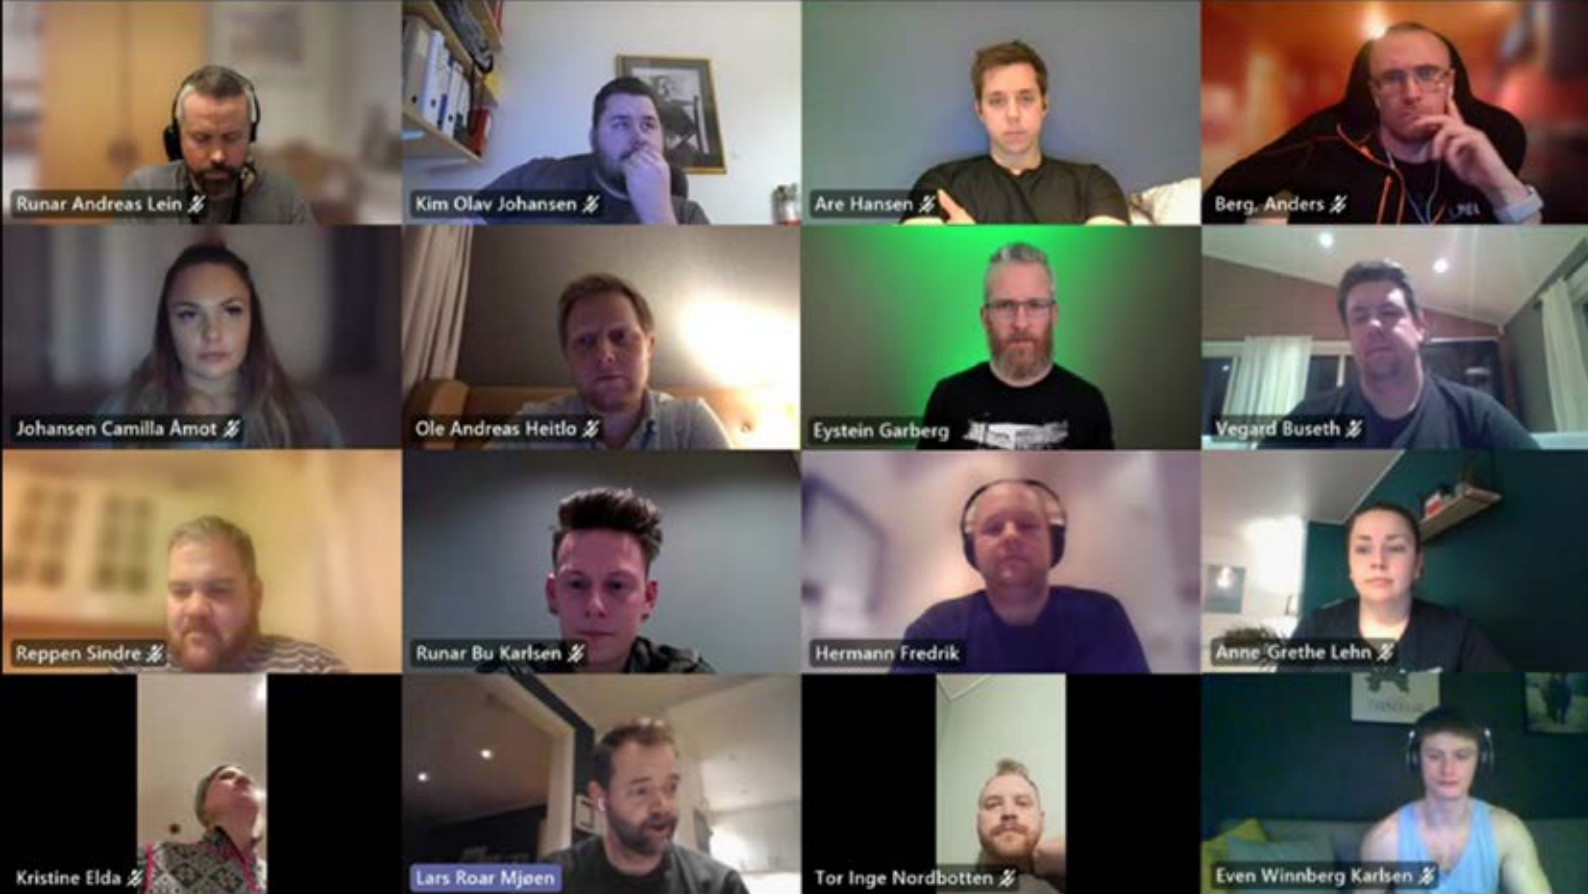 Runar Andreas Lein
Kim Olav Johansen
Are Hansen
Berg, Anders
Johansen Camilla Åmot
Ole Andreas Heitlo
Eystein Garberg
Vegard Buseth
Reppen Sindre
Runar Bu Karlsen
Hermann Fredrik
Anne Grethe Lehn
Kristine Elda
Lars Roar Mjøen
Tor Inge Nordbotten
Even Winnberg Karlsen